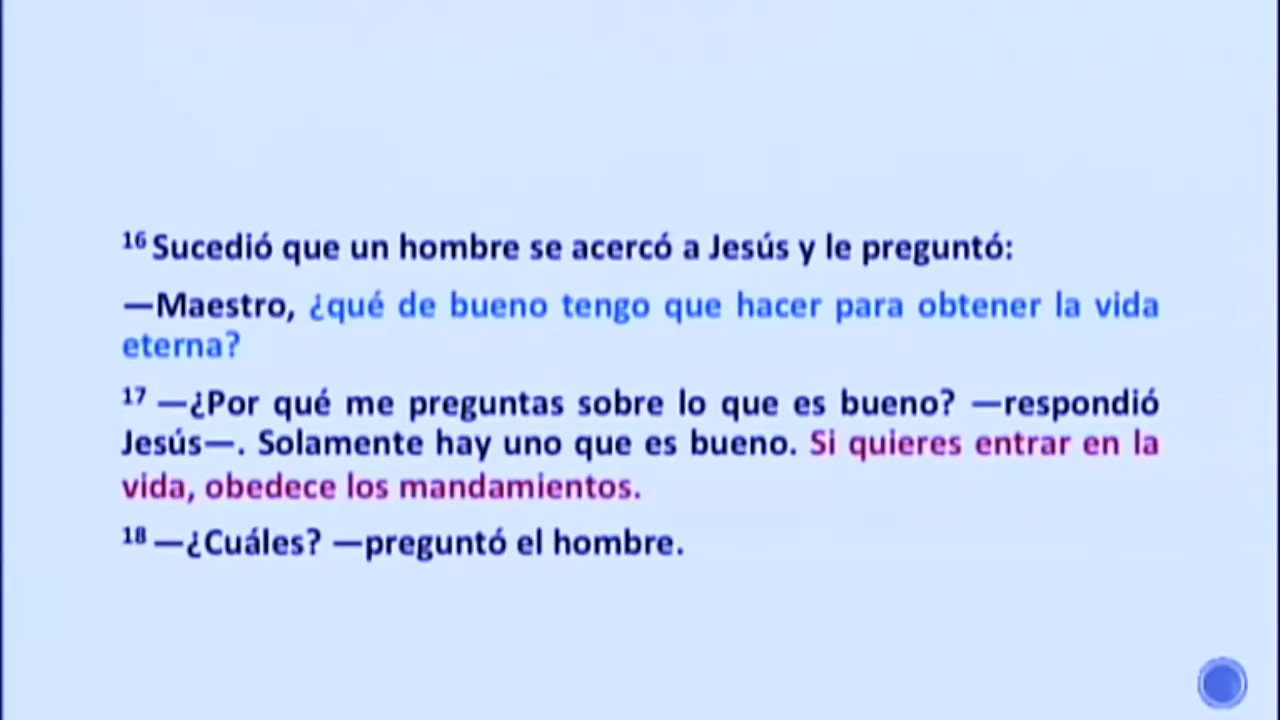 16 Sucedió que un hombre se acercó a Jesús y le preguntó:
—Maestro, ¿qué de bueno tengo que hacer para obtener la vida
eterna?
17 —¿Por qué me preguntas sobre lo que es bueno? —respondió
Jesús—. Solamente hay uno que es bueno. Si quieres entrar en la
vida, obedece los mandamientos.
18 —¿Cuáles? —preguntó el hombre.